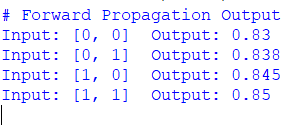 # Forward Propagation Output
Input: [0, 0]  Output: 0.83
Input: [0, 1]  Output: 0.838
Input: [1, 0]  Output: 0.845
Input: [1, 1]  Output: 0.85